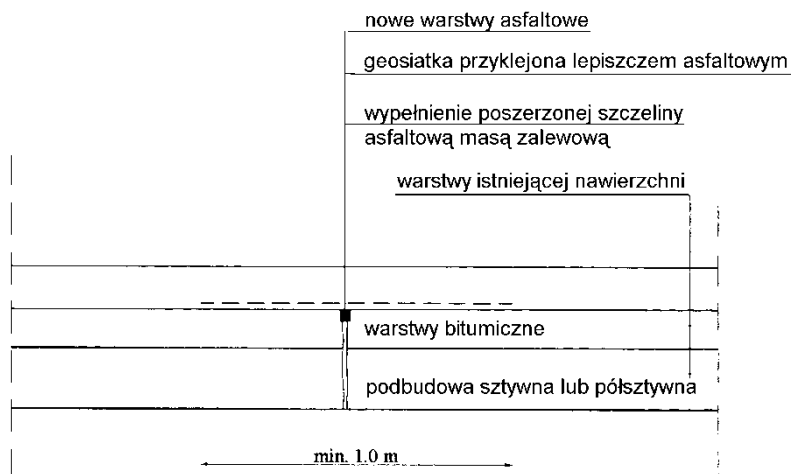 nowe warstwy asfaltowe
geosiatka przyklejona lepiszczem asfaltowym
wypełnienie poszerzonej szczeliny
asfaltową masą zalewową
warstwy istniejącej nawierzchni
warstwy bitumiczne
podbudowa sztywna lub półsztywna
min. 1.0 m